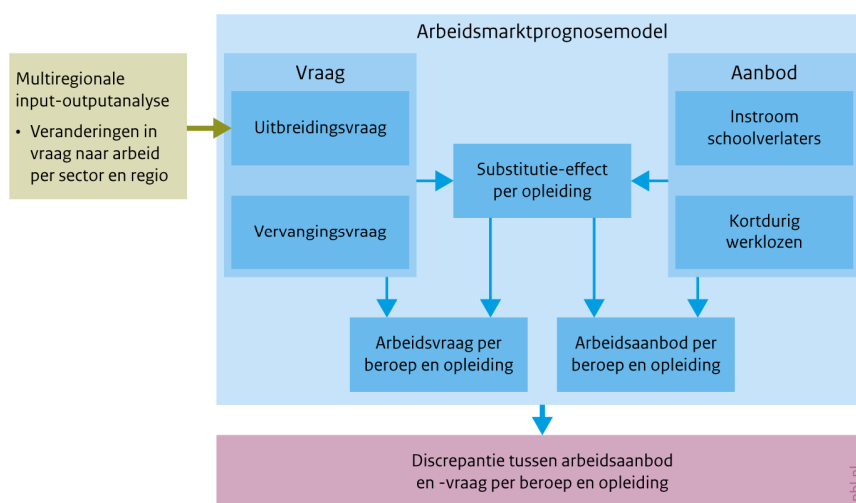 Arbeidsmarktprognosemodel
Multiregionale
input-outputanalyse
• Veranderingen in
vraag naar arbeid
per sector en regio
Vraag
Uitbreidingsvraag
Vervangingsvraag
Substitutie-effect
per opleiding
Aanbod
Instroom
schoolverlaters
Kortdurig
werklozen
Arbeidsvraag per
beroep en opleiding
Arbeidsaanbod per
beroep en opleiding
Discrepantie tussen arbeidsaanbod
en -vraag per beroep en opleiding
pbl.nl